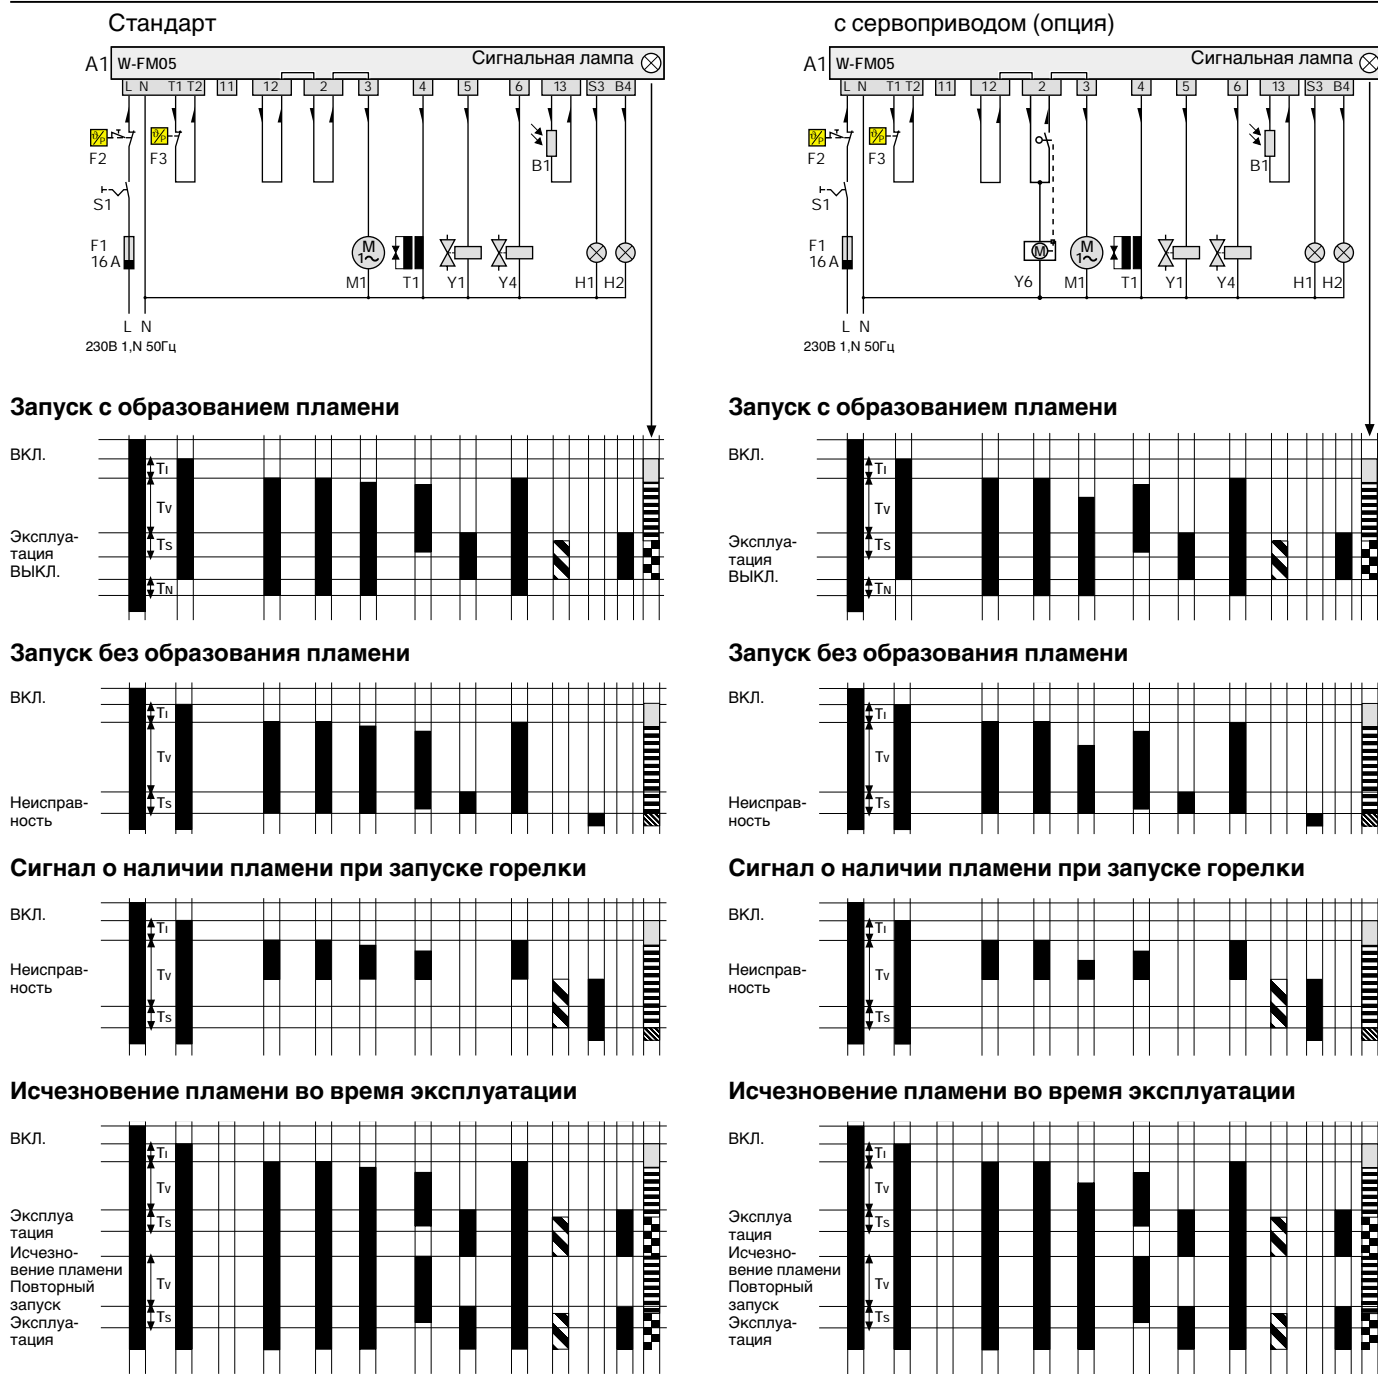 Стандарт
A1 W-FM05 Сигнальная лампа
L N T1 T2 11 12 2 3 4 5 6 13 S3 B4
ϑ/P ϑ/P
F2 F3 B1
S1
F1
16 A
M
1~
M1 T1 Y1 Y4 H1 H2
L N
230В 1,N 50Гц
Запуск с образованием пламени
ВКЛ.
TI
TV
Эксплуа-
тация
TS
ВЫКЛ.
TN
Запуск без образования пламени
ВКЛ.
TI
TV
Неисправ-
ность
TS
Сигнал о наличии пламени при запуске горелки
ВКЛ.
TI
Неисправ-
ность
TV
TS
Исчезновение пламени во время эксплуатации
ВКЛ.
TI
TV
Эксплуа
тация
TS
Исчезно-
вение пламени
Повторный
запуск
TV
Эксплуа-
тация
TS
с сервоприводом (опция)
A1 W-FM05 Сигнальная лампа
L N T1 T2 11 12 2 3 4 5 6 13 S3 B4
ϑ/P ϑ/P
F2 F3 B1
S1
F1
16 A
M M
1~
Y6 M1 T1 Y1 Y4 H1 H2
L N
230В 1,N 50Гц
Запуск с образованием пламени
ВКЛ.
TI
TV
Эксплуа-
тация
TS
ВЫКЛ.
TN
Запуск без образования пламени
ВКЛ.
TI
TV
Неисправ-
ность
TS
Сигнал о наличии пламени при запуске горелки
ВКЛ.
TI
Неисправ-
ность
TV
TS
Исчезновение пламени во время эксплуатации
ВКЛ.
TI
TV
Эксплуа
тация
TS
Исчезно-
вение пламени
Повторный
запуск
TV
Эксплуа-
тация
TS